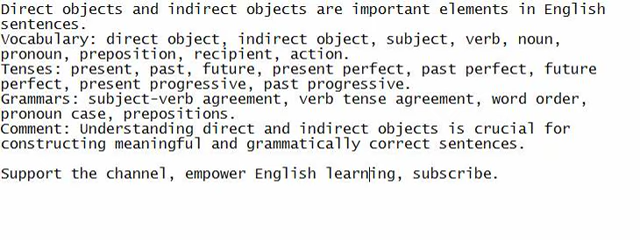 Direct objects and indirect objects are important elements in English
sentences.
Vocabulary: direct object, indirect object, subject, verb, noun,
pronoun, preposition, recipient, action.
Tenses: present, past, future, present perfect, past perfect, future
perfect, present progressive, past progressive.
Grammars: subject-verb agreement, verb tense agreement, word order,
pronoun case, prepositions.
Comment: Understanding direct and indirect objects is crucial for
constructing meaningful and grammatically correct sentences.
Support the channel, empower English learning, subscribe.